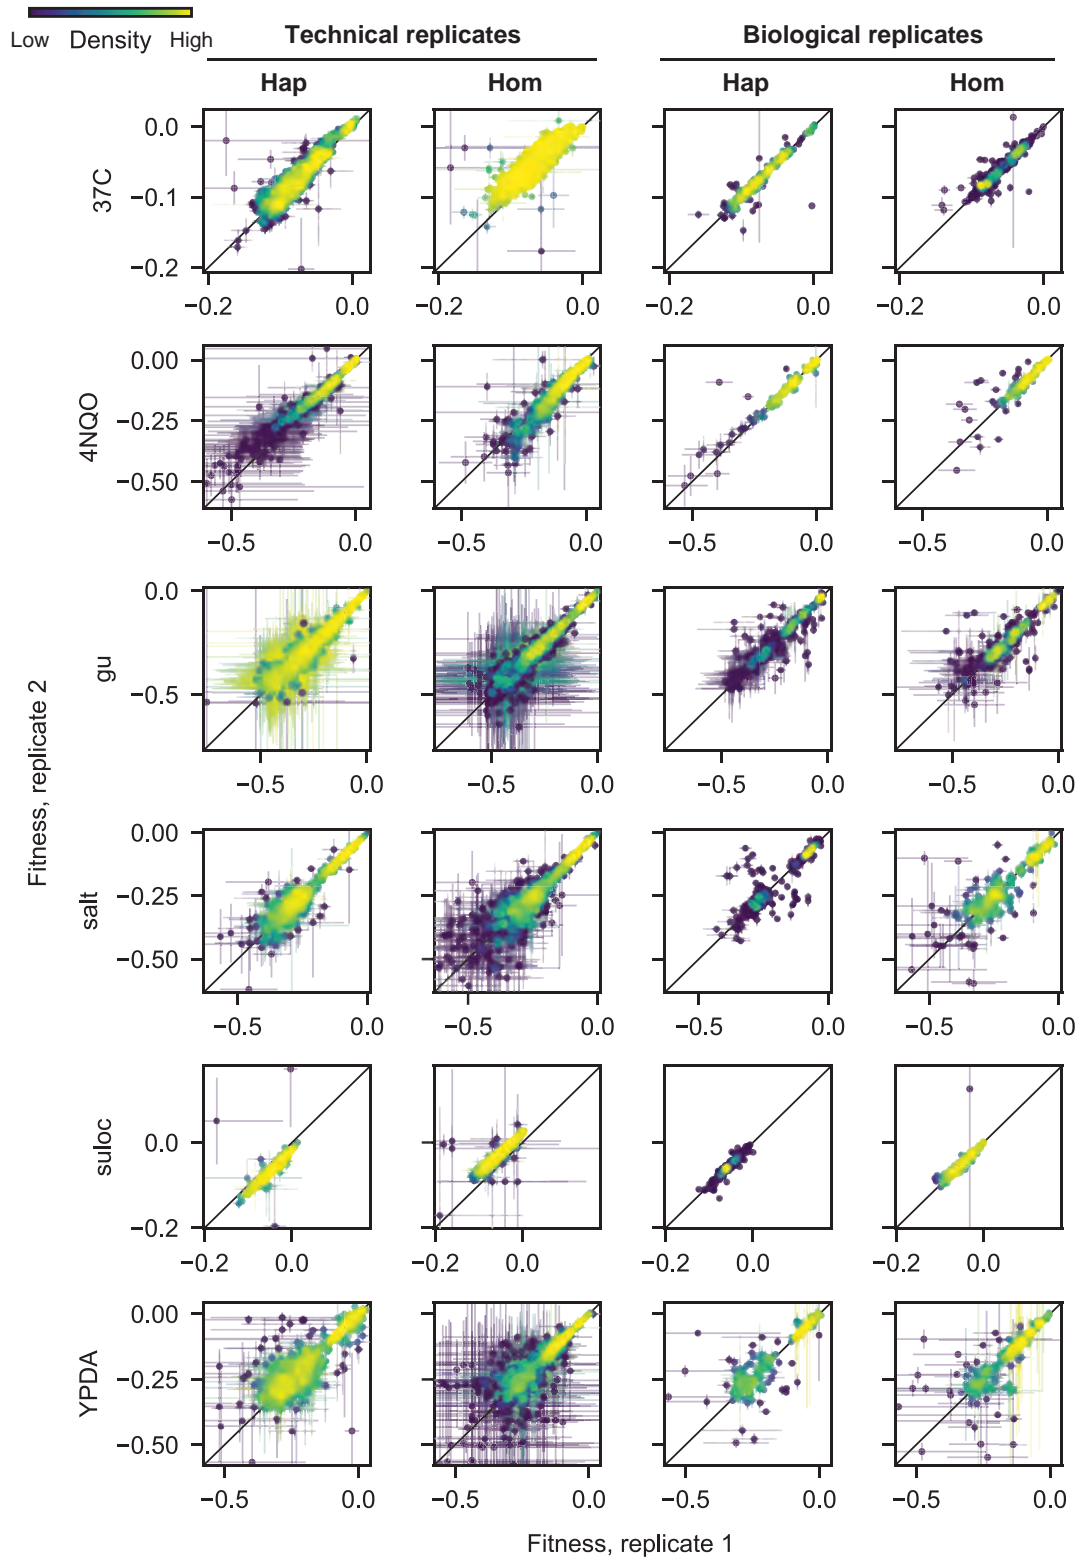 Low Density High
Technical replicates
Biological replicates
Hap Hom Hap Hom
37C
0.0
−0.1
−0.2
−0.2 0.0 −0.2 0.0 −0.2 0.0 −0.2 0.0
4NQO
0.00
−0.25
−0.50
−0.5 0.0 −0.5 0.0 −0.5 0.0 −0.5 0.0
gu
0.0
−0.5
−0.5 0.0 −0.5 0.0 −0.5 0.0 −0.5 0.0
Fitness, replicate 2
salt
0.00
−0.25
−0.50
−0.5 0.0 −0.5 0.0 −0.5 0.0 −0.5 0.0
suloc
0.0
−0.2
−0.2 0.0 −0.2 0.0 −0.2 0.0 −0.2 0.0
YPDA
0.00
−0.25
−0.50
−0.5 0.0 −0.5 0.0 −0.5 0.0 −0.5 0.0
Fitness, replicate 1